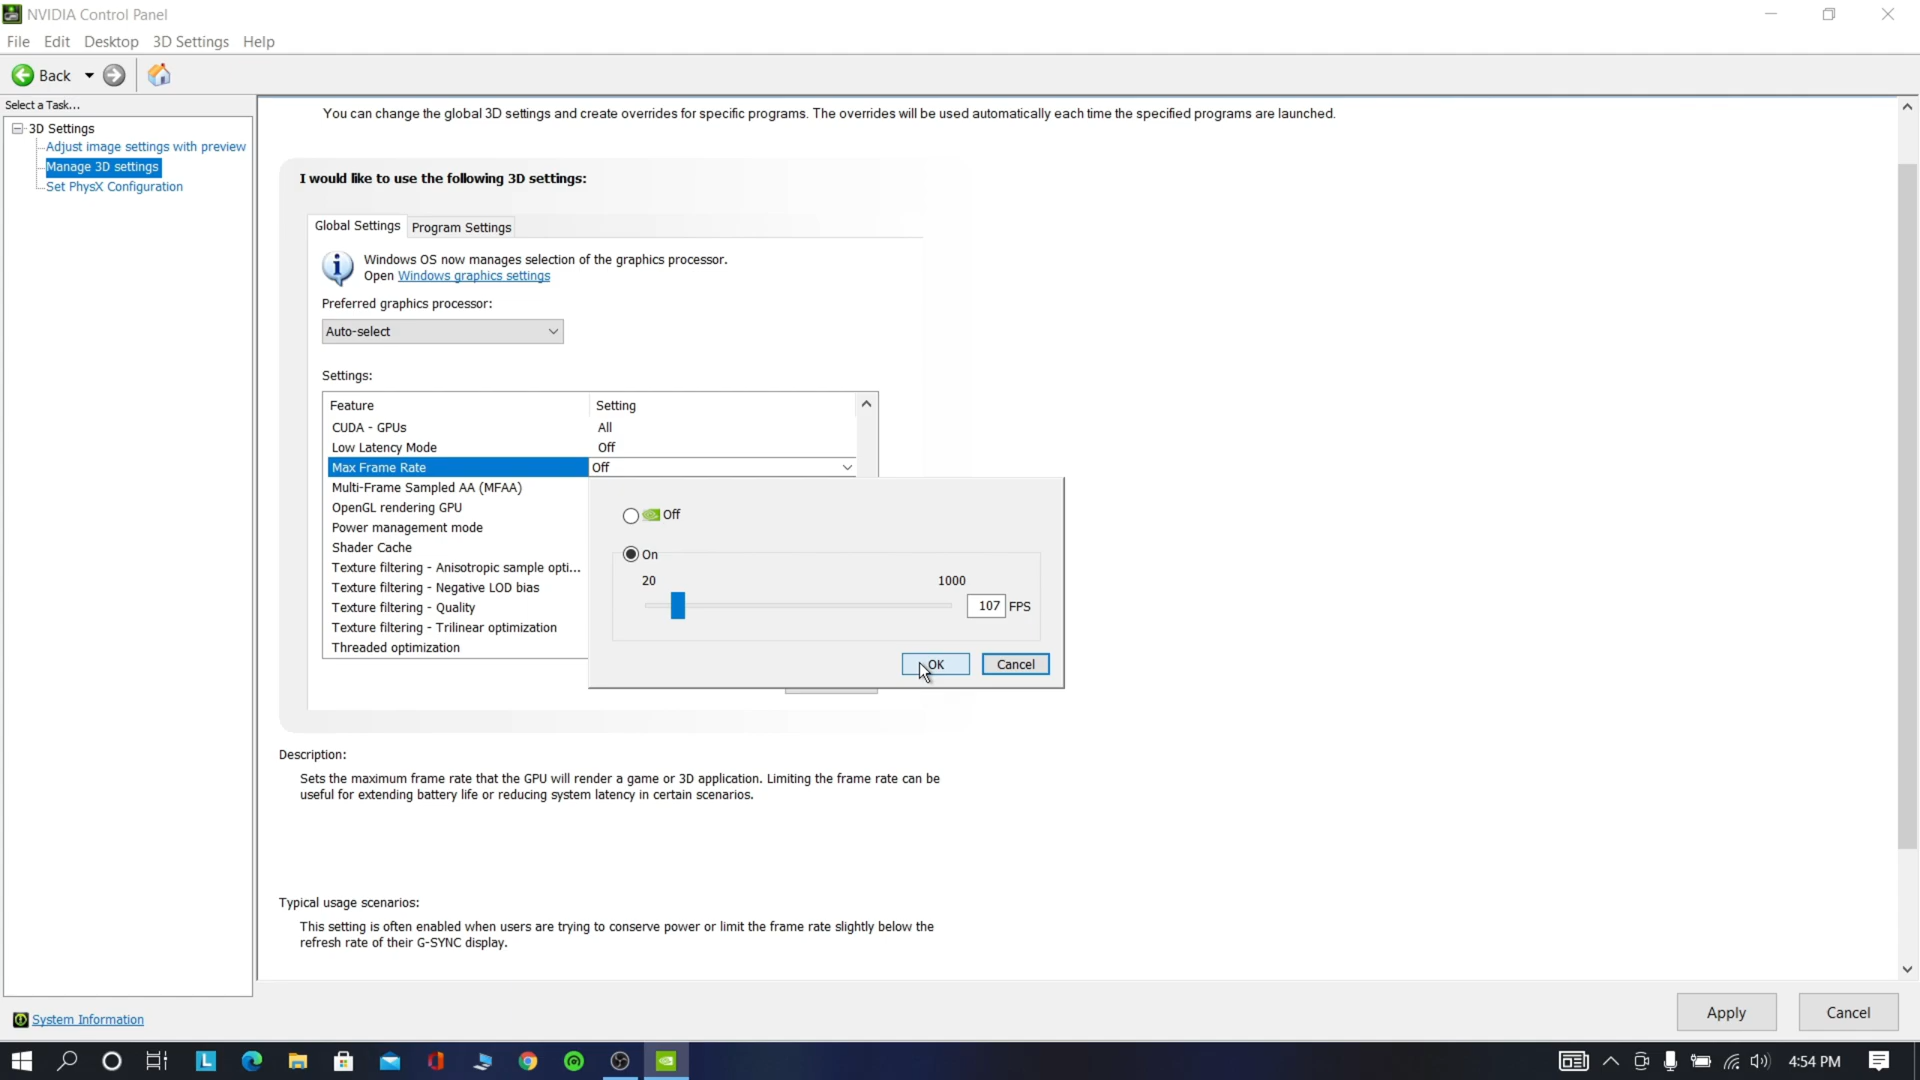 NVIDIA Control Panel
File Edit Desktop 3D Settings Help
Back
Select a Task...
3D Settings
Adjust image settings with preview
Manage 3D settings
Set PhysX Configuration
System Information
You can change the global 3D settings and create overrides for specific programs. The overrides will be used automatically each time the specified programs are launched.
I would like to use the following 3D settings:
Global Settings Program Settings
Windows OS now manages selection of the graphics processor.
Open Windows graphics settings
Preferred graphics processor:
Auto-select
Settings:
Feature Setting
CUDA - GPUs All
Low Latency Mode Off
Max Frame Rate Off
Multi-Frame Sampled AA (MFAA)
OpenGL rendering GPU
Power management mode
Shader Cache
Texture filtering - Anisotropic sample opti...
Texture filtering - Negative LOD bias
Texture filtering - Quality
Texture filtering - Trilinear optimization
Threaded optimization
Off
On
20 1000
107 FPS
OK Cancel
Description:
Sets the maximum frame rate that the GPU will render a game or 3D application. Limiting the frame rate can be
useful for extending battery life or reducing system latency in certain scenarios.
Typical usage scenarios:
This setting is often enabled when users are trying to conserve power or limit the frame rate slightly below the
refresh rate of their G-SYNC display.
Apply Cancel
L
4:54 PM